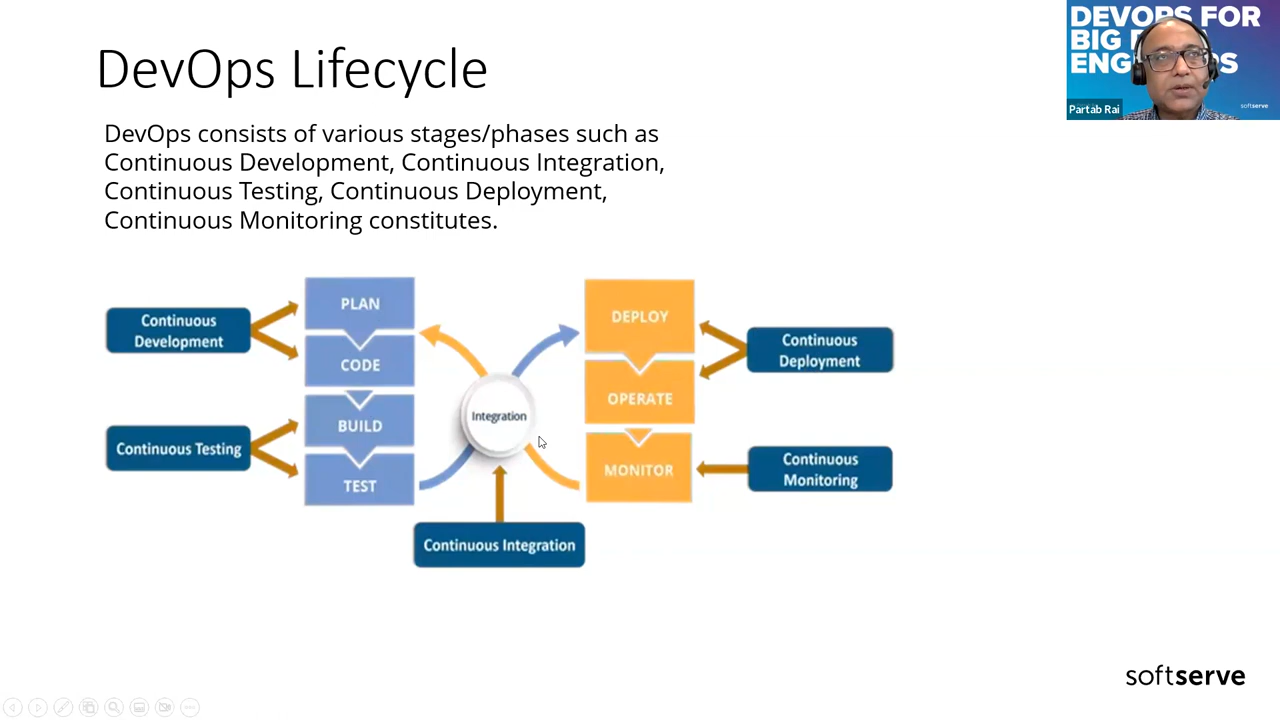 DevOps Lifecycle
DevOps consists of various stages/phases such as
Continuous Development, Continuous Integration,
Continuous Testing, Continuous Deployment,
Continuous Monitoring constitutes.
Continuous
Development
Continuous Testing
PLAN
CODE
BUILD
TEST
Integration
Continuous Integration
DEPLOY
OPERATE
MONITOR
Continuous
Deployment
Continuous
Monitoring
DEVOPS FOR
BIG
Partab Rai
softserve
softserve